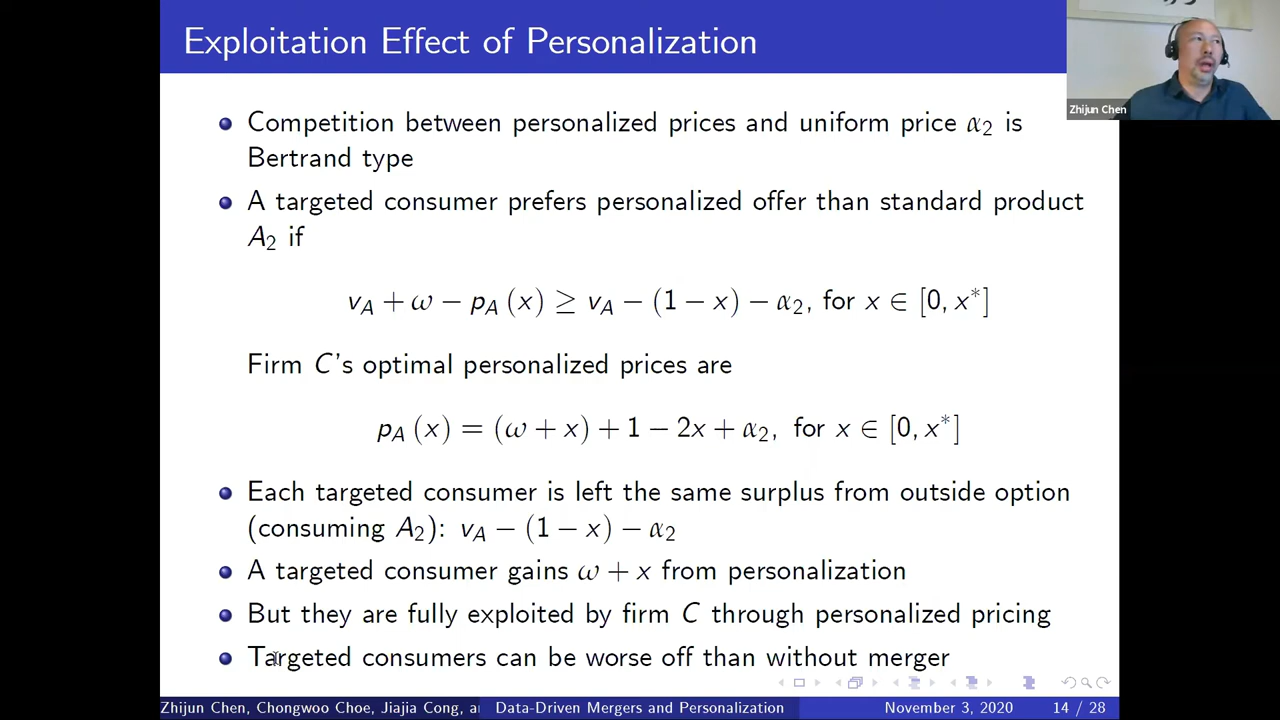 Exploitation Effect of Personalization
Zhijun Chen
Competition between personalized prices and uniform price α₂ is
Bertrand type
A targeted consumer prefers personalized offer than standard product
A₂ if
v_A + ω − p_A (x) ≥ v_A − (1 − x) − α₂, for x ∈ [0, x*]
Firm C's optimal personalized prices are
p_A (x) = (ω + x) + 1 − 2x + α₂, for x ∈ [0, x*]
Each targeted consumer is left the same surplus from outside option
(consuming A₂): v_A − (1 − x) − α₂
A targeted consumer gains ω + x from personalization
But they are fully exploited by firm C through personalized pricing
Targeted consumers can be worse off than without merger
Zhijun Chen, Chongwoo Choe, Jiajia Cong, a Data-Driven Mergers and Personalization November 3, 2020 14 / 28